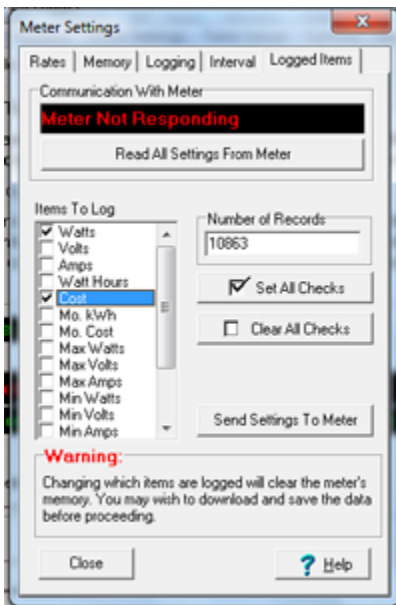 Meter Settings
Rates Memory Logging Interval Logged Items
Communication With Meter
Meter Not Responding
Read All Settings From Meter
Items To Log
Watts
Volts
Amps
Watt Hours
Cost
Mo. kWh
Mo. Cost
Max Watts
Max Volts
Max Amps
Min Watts
Min Volts
Min Amps
Number of Records
10863
Set All Checks
Clear All Checks
Send Settings To Meter
Warning:
Changing which items are logged will clear the meter's
memory. You may wish to download and save the data
before proceeding.
Close
? Help